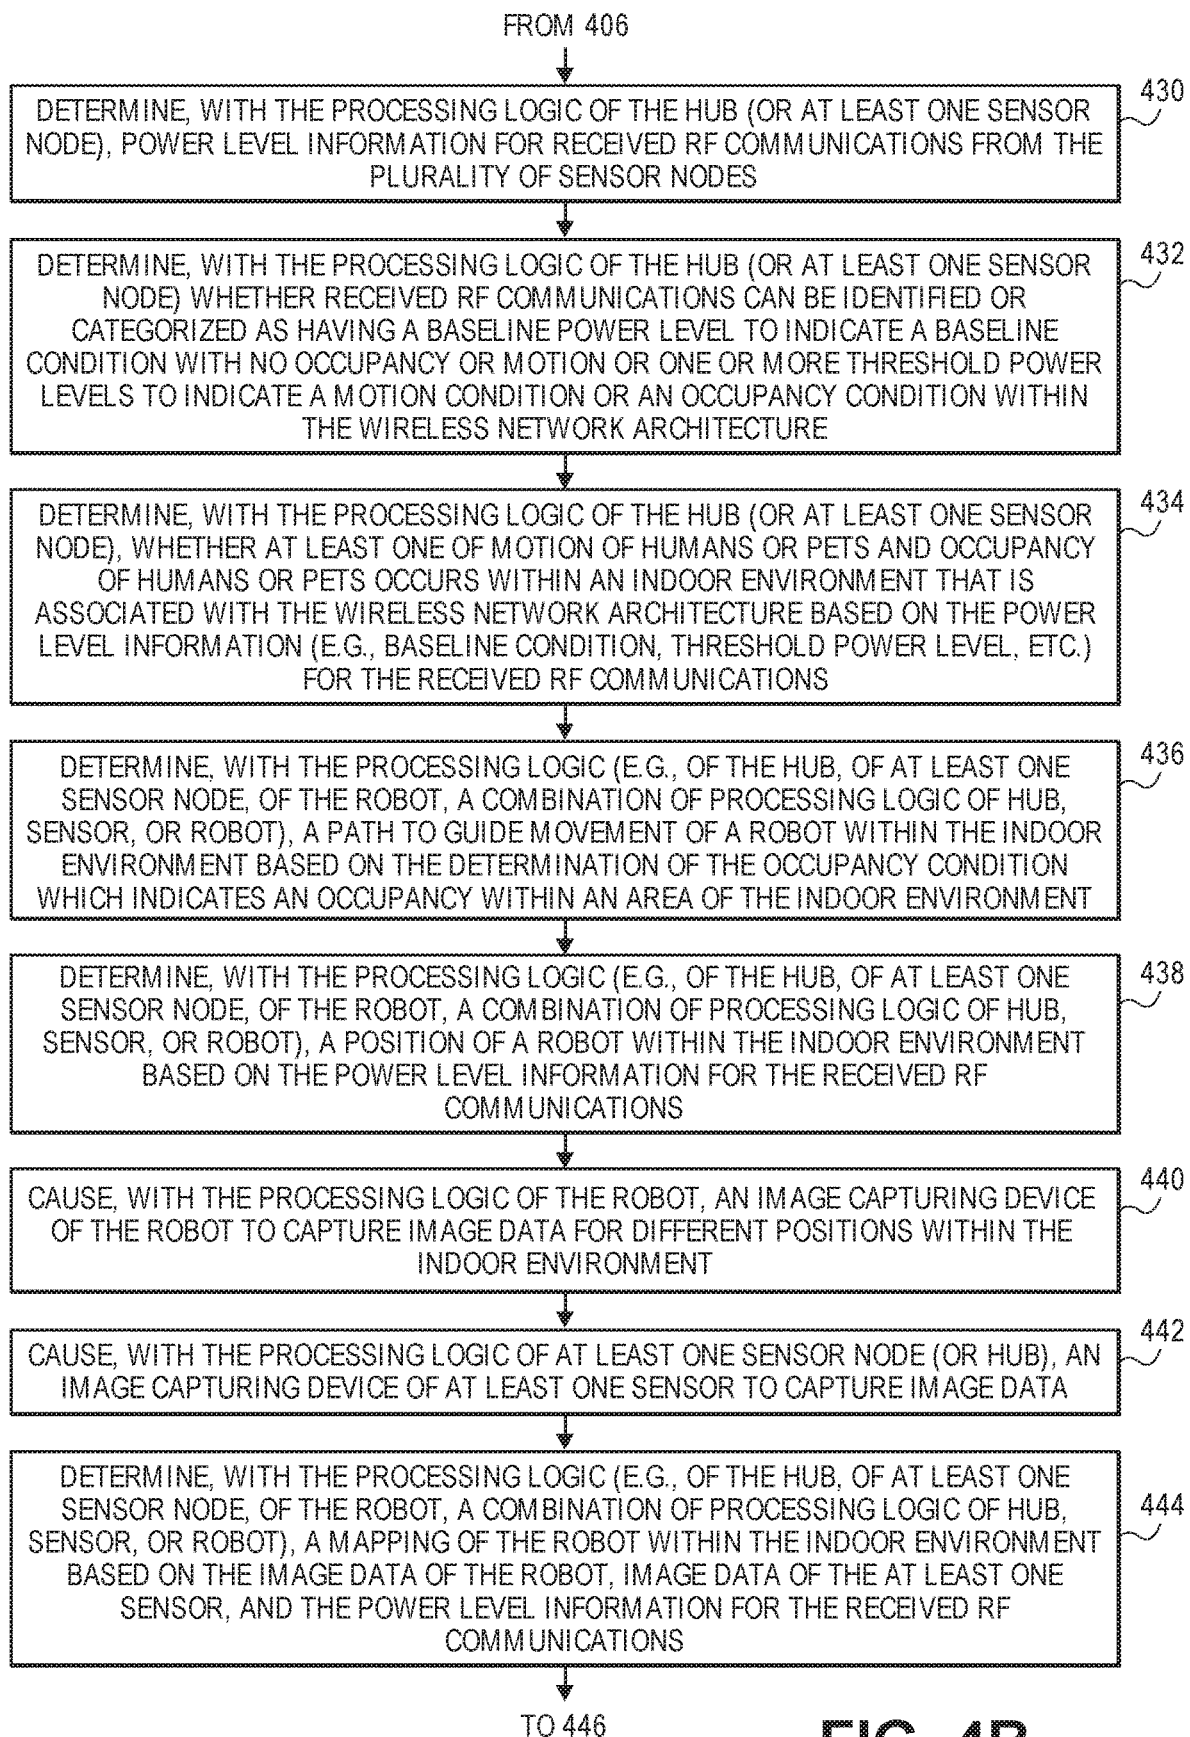 FROM 406
430
DETERMINE, WITH THE PROCESSING LOGIC OF THE HUB (OR AT LEAST ONE SENSOR
NODE), POWER LEVEL INFORMATION FOR RECEIVED RF COMMUNICATIONS FROM THE
PLURALITY OF SENSOR NODES
432
DETERMINE, WITH THE PROCESSING LOGIC OF THE HUB (OR AT LEAST ONE SENSOR
NODE) WHETHER RECEIVED RF COMMUNICATIONS CAN BE IDENTIFIED OR
CATEGORIZED AS HAVING A BASELINE POWER LEVEL TO INDICATE A BASELINE
CONDITION WITH NO OCCUPANCY OR MOTION OR ONE OR MORE THRESHOLD POWER
LEVELS TO INDICATE A MOTION CONDITION OR AN OCCUPANCY CONDITION WITHIN
THE WIRELESS NETWORK ARCHITECTURE
434
DETERMINE, WITH THE PROCESSING LOGIC OF THE HUB (OR AT LEAST ONE SENSOR
NODE), WHETHER AT LEAST ONE OF MOTION OF HUMANS OR PETS AND OCCUPANCY
OF HUMANS OR PETS OCCURS WITHIN AN INDOOR ENVIRONMENT THAT IS
ASSOCIATED WITH THE WIRELESS NETWORK ARCHITECTURE BASED ON THE POWER
LEVEL INFORMATION (E.G., BASELINE CONDITION, THRESHOLD POWER LEVEL, ETC.)
FOR THE RECEIVED RF COMMUNICATIONS
436
DETERMINE, WITH THE PROCESSING LOGIC (E.G., OF THE HUB, OF AT LEAST ONE
SENSOR NODE, OF THE ROBOT, A COMBINATION OF PROCESSING LOGIC OF HUB,
SENSOR, OR ROBOT), A PATH TO GUIDE MOVEMENT OF A ROBOT WITHIN THE INDOOR
ENVIRONMENT BASED ON THE DETERMINATION OF THE OCCUPANCY CONDITION
WHICH INDICATES AN OCCUPANCY WITHIN AN AREA OF THE INDOOR ENVIRONMENT
438
DETERMINE, WITH THE PROCESSING LOGIC (E.G., OF THE HUB, OF AT LEAST ONE
SENSOR NODE, OF THE ROBOT, A COMBINATION OF PROCESSING LOGIC OF HUB,
SENSOR, OR ROBOT), A POSITION OF A ROBOT WITHIN THE INDOOR ENVIRONMENT
BASED ON THE POWER LEVEL INFORMATION FOR THE RECEIVED RF
COMMUNICATIONS
440
CAUSE, WITH THE PROCESSING LOGIC OF THE ROBOT, AN IMAGE CAPTURING DEVICE
OF THE ROBOT TO CAPTURE IMAGE DATA FOR DIFFERENT POSITIONS WITHIN THE
INDOOR ENVIRONMENT
442
CAUSE, WITH THE PROCESSING LOGIC OF AT LEAST ONE SENSOR NODE (OR HUB), AN
IMAGE CAPTURING DEVICE OF AT LEAST ONE SENSOR TO CAPTURE IMAGE DATA
444
DETERMINE, WITH THE PROCESSING LOGIC (E.G., OF THE HUB, OF AT LEAST ONE
SENSOR NODE, OF THE ROBOT, A COMBINATION OF PROCESSING LOGIC OF HUB,
SENSOR, OR ROBOT), A MAPPING OF THE ROBOT WITHIN THE INDOOR ENVIRONMENT
BASED ON THE IMAGE DATA OF THE ROBOT, IMAGE DATA OF THE AT LEAST ONE
SENSOR, AND THE POWER LEVEL INFORMATION FOR THE RECEIVED RF
COMMUNICATIONS
TO 446
FIG. 4B